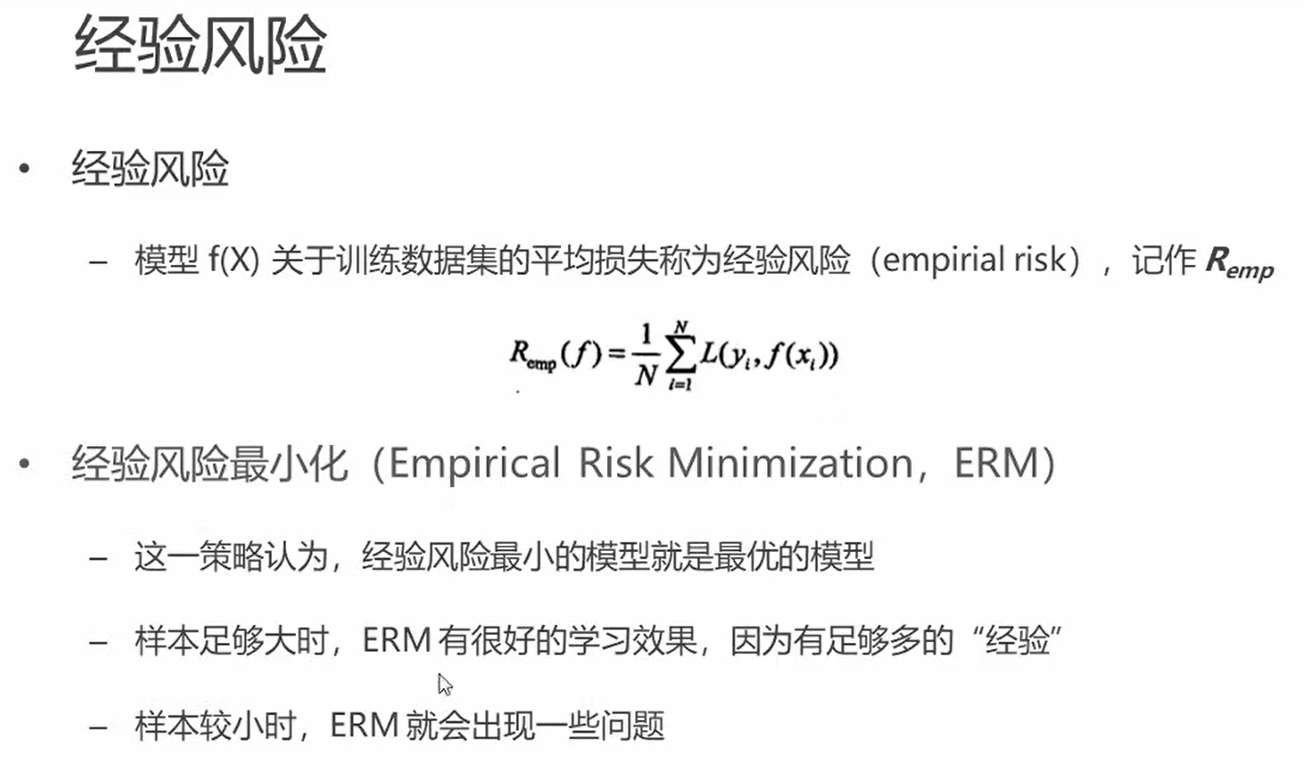 经验风险
• 经验风险
– 模型 f(X) 关于训练数据集的平均损失称为经验风险（empirial risk），记作 R_emp
R_emp(f) = \frac{1}{N} \sum_{i=1}^{N} L(y_i, f(x_i))
• 经验风险最小化（Empirical Risk Minimization，ERM）
– 这一策略认为，经验风险最小的模型就是最优的模型
– 样本足够大时，ERM 有很好的学习效果，因为有足够多的“经验”
– 样本较小时，ERM 就会出现一些问题